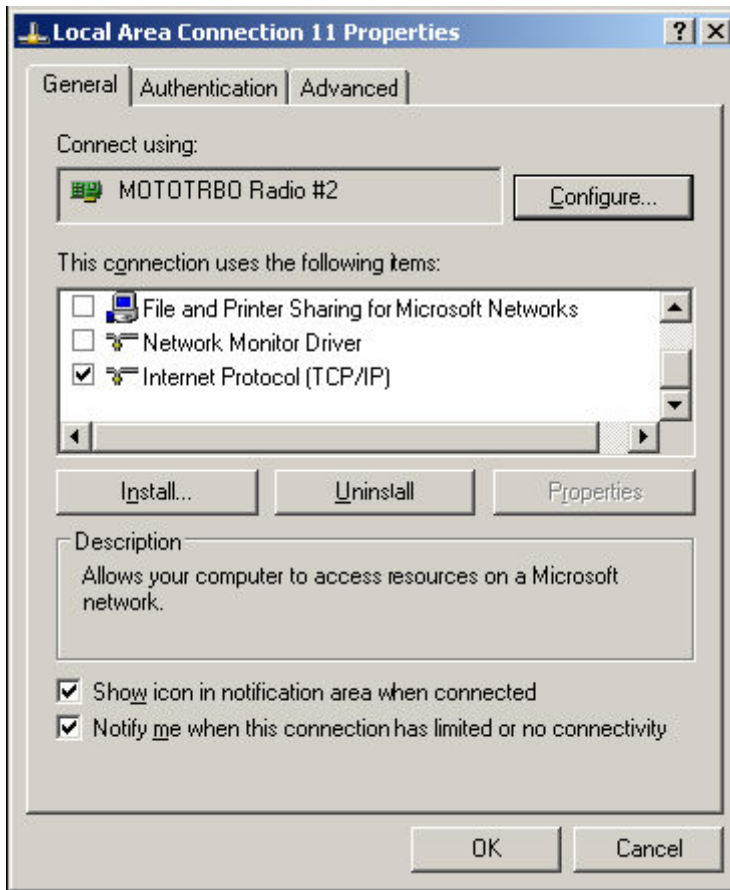 Local Area Connection 11 Properties
General Authentication Advanced
Connect using:
MOTOTRBO Radio #2 Configure...
This connection uses the following items:
File and Printer Sharing for Microsoft Networks
Network Monitor Driver
Internet Protocol (TCP/IP)
Install... Uninstall Properties
Description
Allows your computer to access resources on a Microsoft
network.
Show icon in notification area when connected
Notify me when this connection has limited or no connectivity
OK Cancel